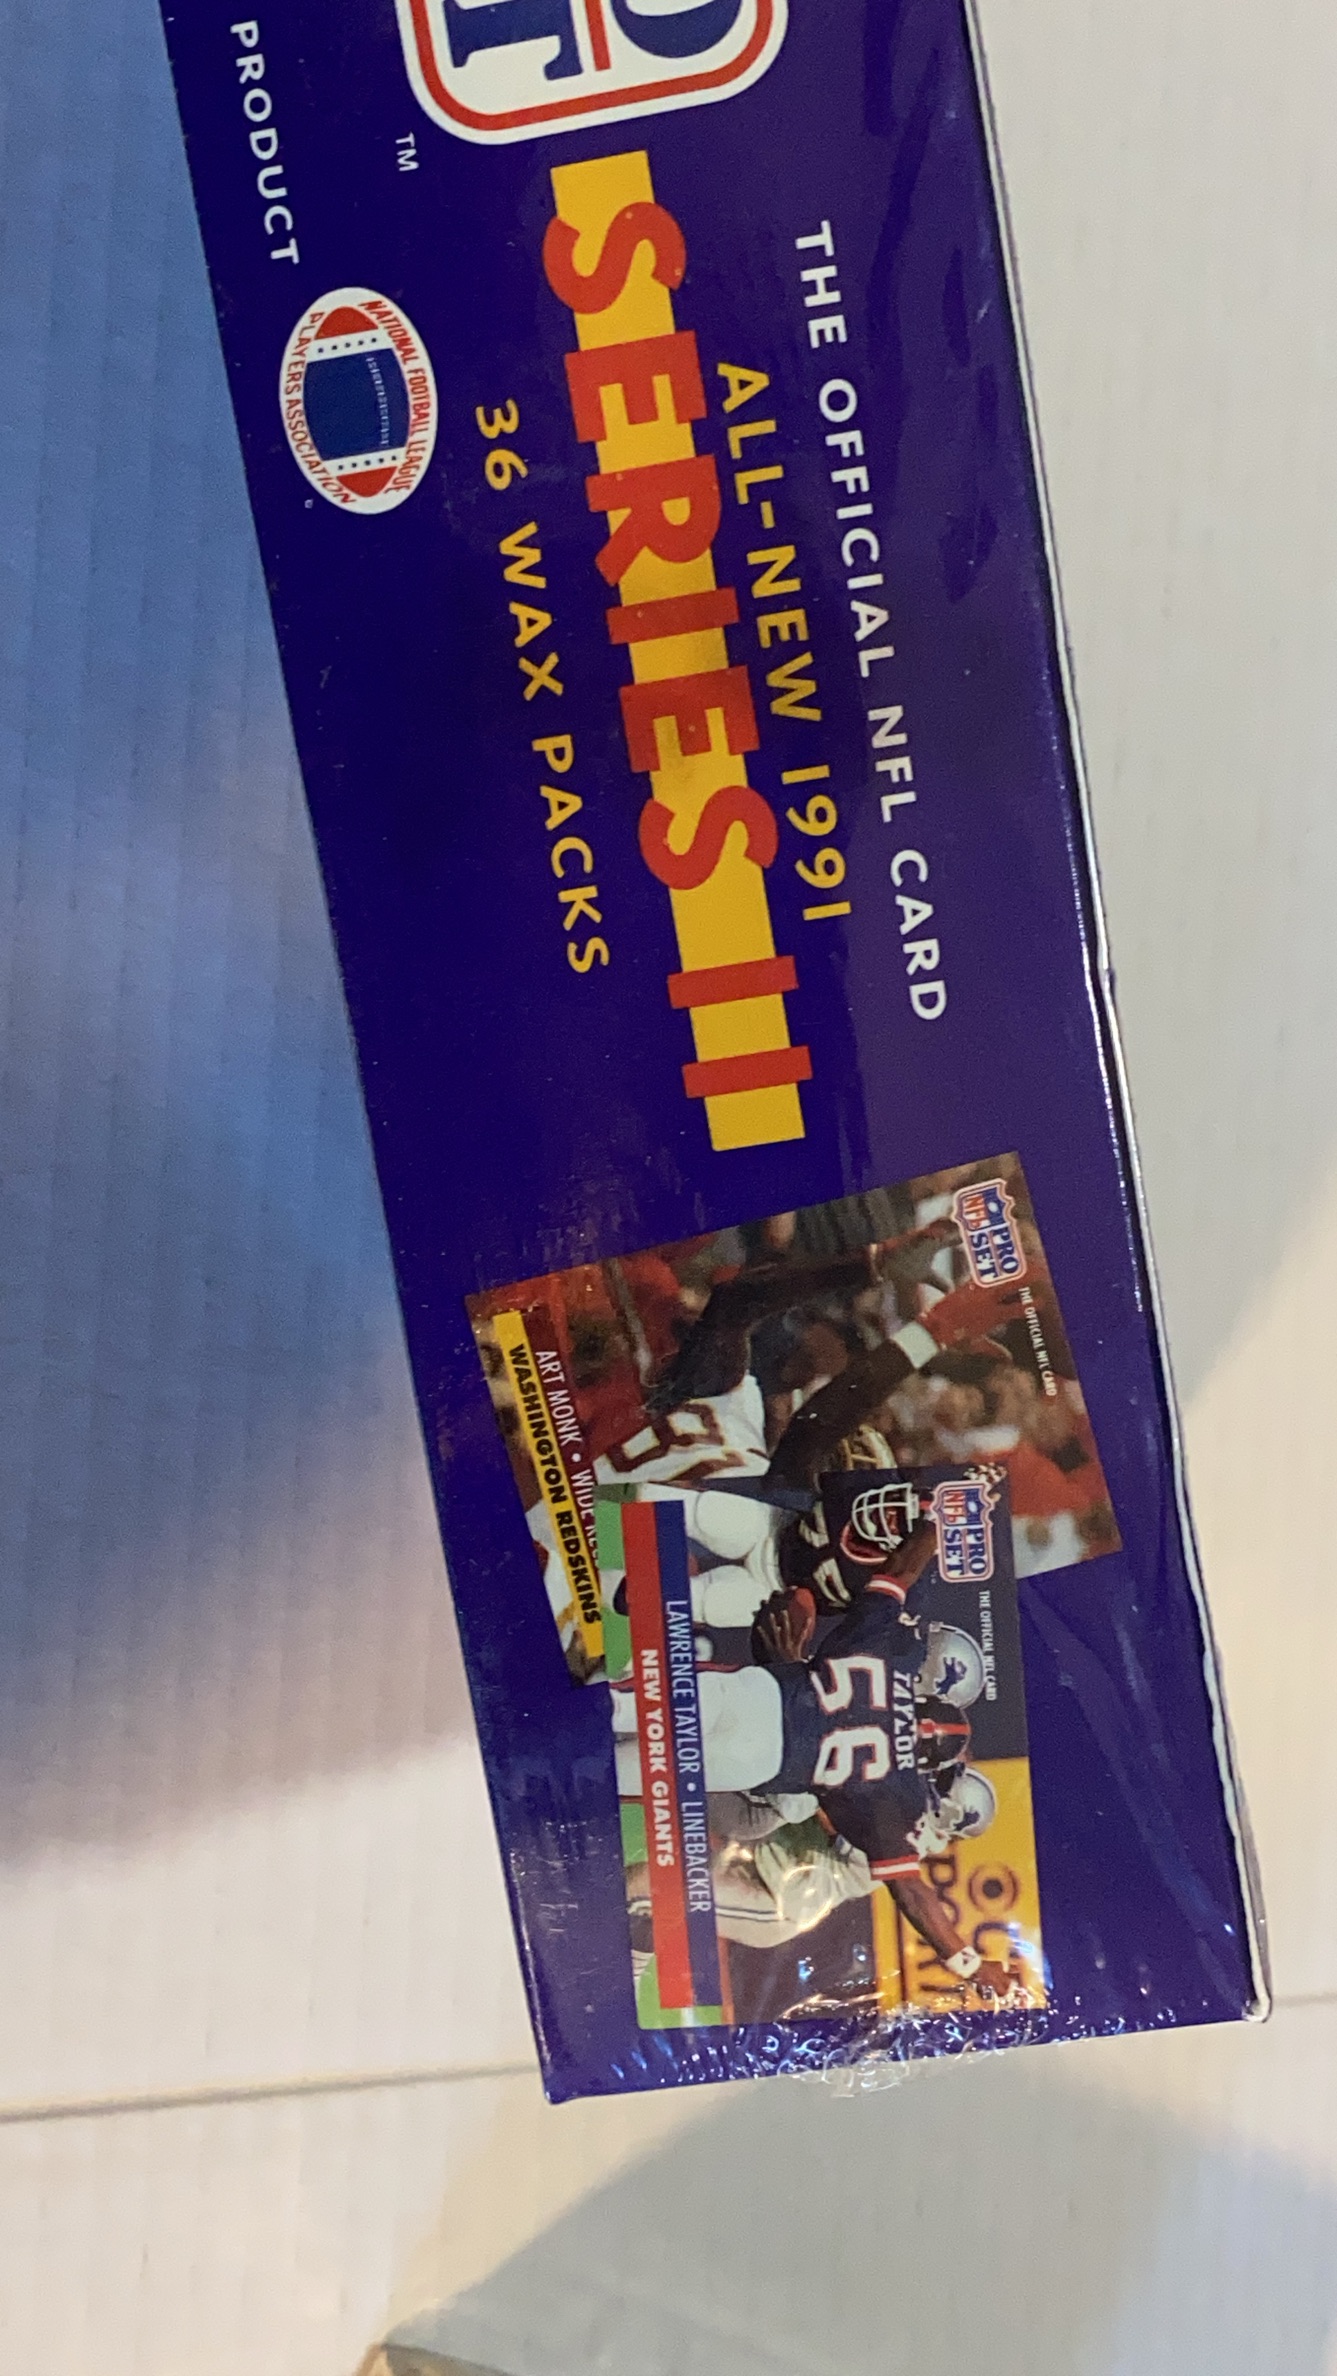 THE OFFICIAL NFL CARD
ALL-NEW 1991
SERIES II
36 WAX PACKS
TM
PRODUCT
NATIONAL FOOTBALL LEAGUE
PLAYERS ASSOCIATION
PRO
SET
NFL
THE OFFICIAL NFL CARD
ART MONK •
WASHINGTON REDSKINS
PRO
SET
NFL
THE OFFICIAL NFL CARD
TAYLOR
56
LAWRENCE TAYLOR • LINEBACKER
NEW YORK GIANTS